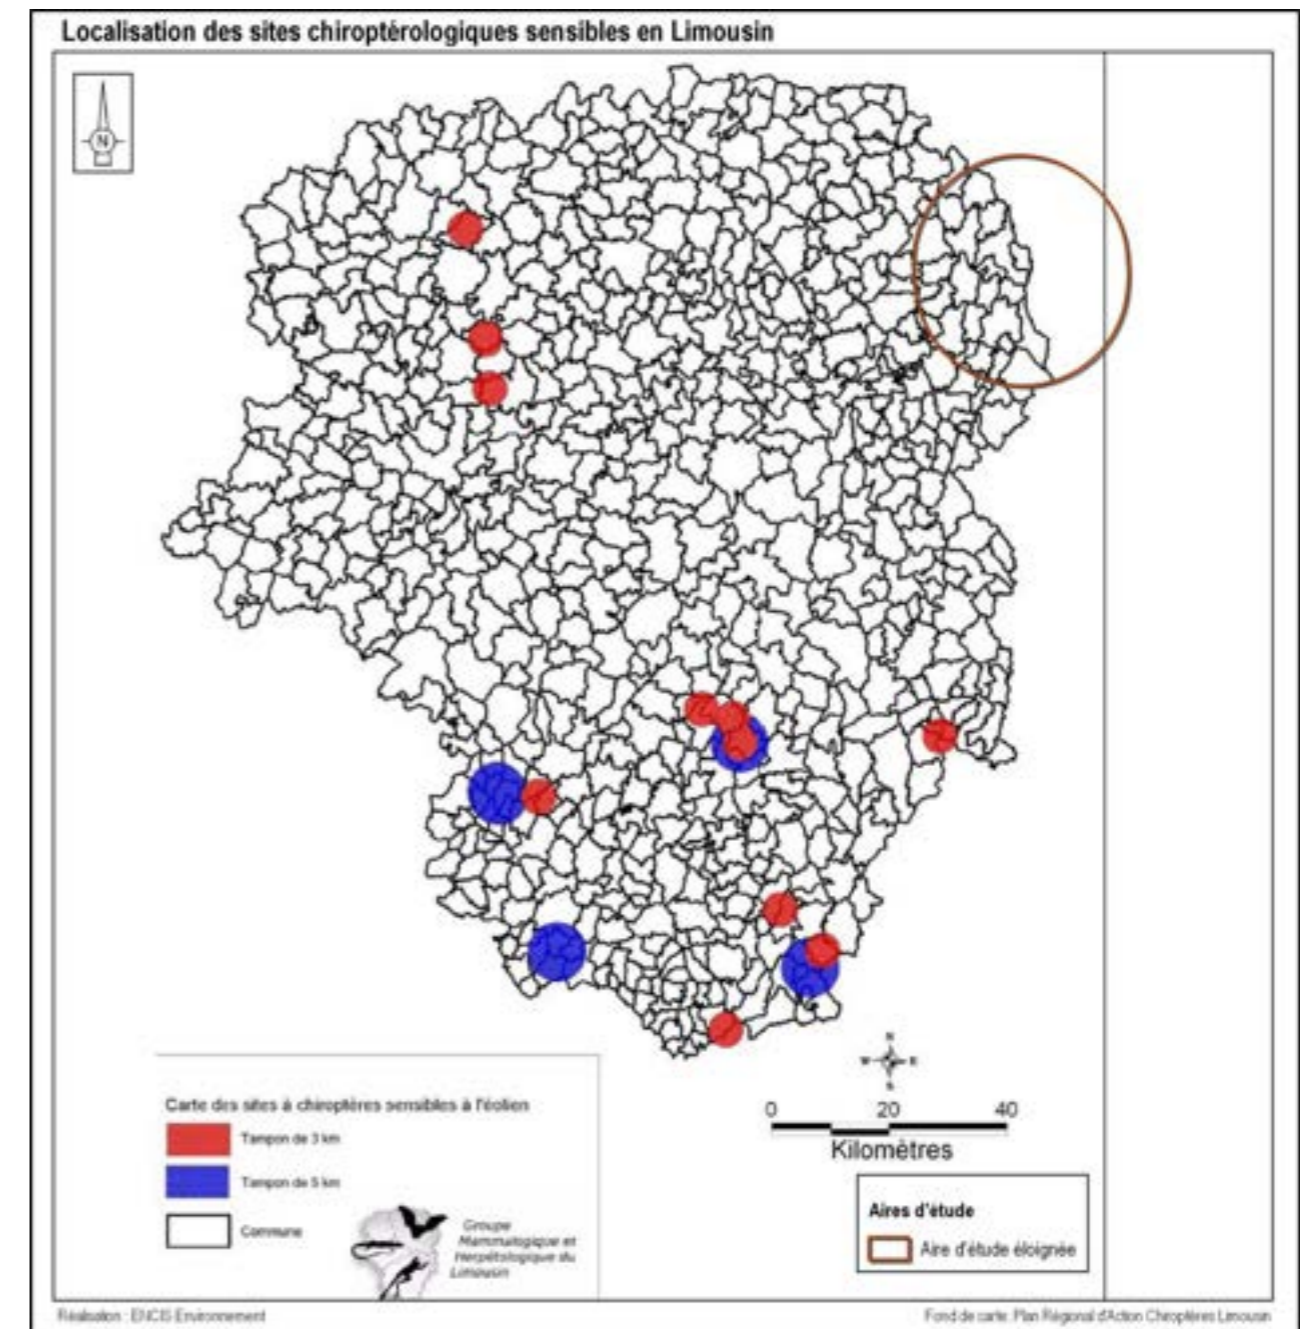 Localisation des sites chiroptérologiques sensibles en Limousin
N
N
W E
S
0 20 40
Kilomètres
Carte des sites à chiroptères sensibles à l'éolien
Tampon de 3 km
Tampon de 5 km
Commune
Groupe
Mammalogique et
Herpétologique du
Limousin
Aires d'étude
Aire d'étude éloignée
Réalisation : ENCIS Environnement
Fond de carte: Plan Régional d'Action Chiroptères Limousin